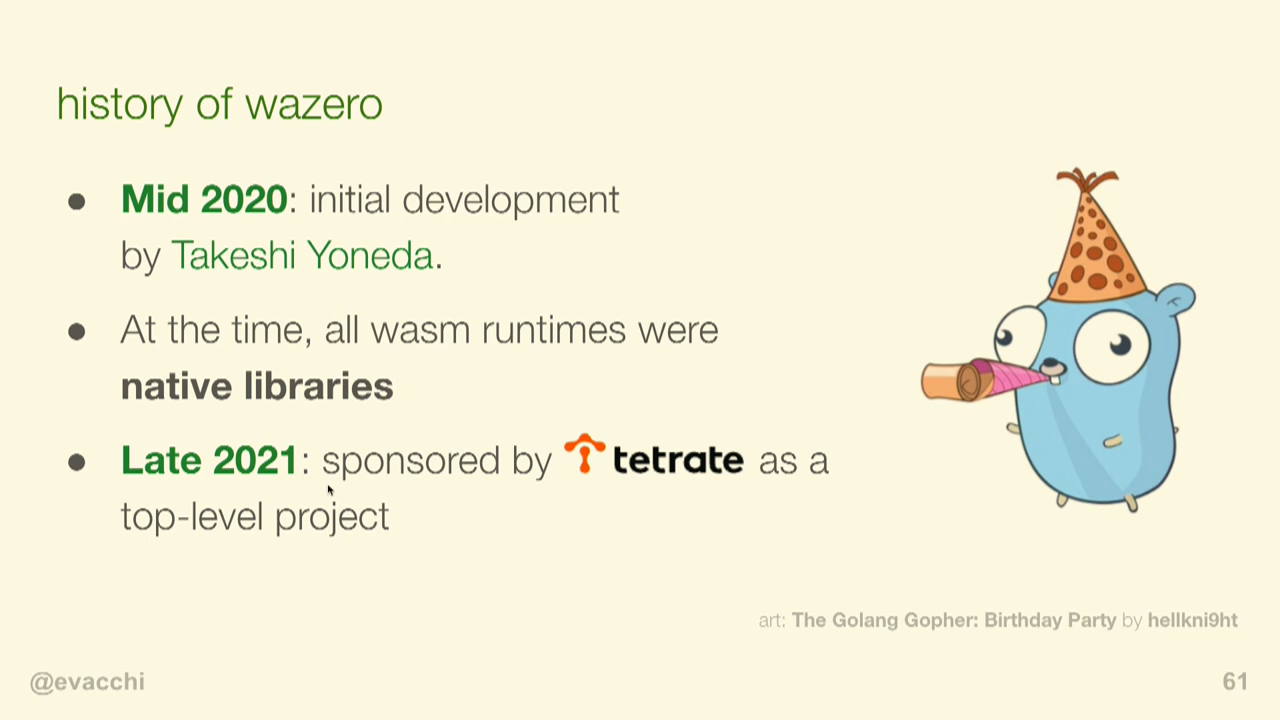 history of wazero
● Mid 2020: initial development
by Takeshi Yoneda.
● At the time, all wasm runtimes were
native libraries
● Late 2021: sponsored by tetrate as a
top-level project
art: The Golang Gopher: Birthday Party by hellkni9ht
@evacchi
61